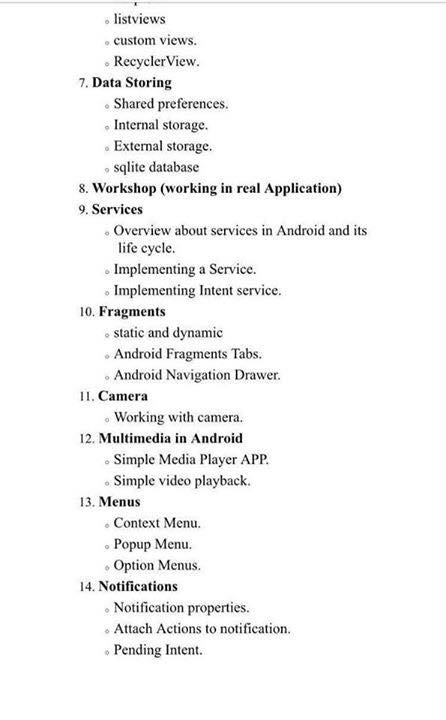 ◦ listviews
◦ custom views.
◦ RecyclerView.
7. Data Storing
◦ Shared preferences.
◦ Internal storage.
◦ External storage.
◦ sqlite database
8. Workshop (working in real Application)
9. Services
◦ Overview about services in Android and its
life cycle.
◦ Implementing a Service.
◦ Implementing Intent service.
10. Fragments
◦ static and dynamic
◦ Android Fragments Tabs.
◦ Android Navigation Drawer.
11. Camera
◦ Working with camera.
12. Multimedia in Android
◦ Simple Media Player APP.
◦ Simple video playback.
13. Menus
◦ Context Menu.
◦ Popup Menu.
◦ Option Menus.
14. Notifications
◦ Notification properties.
◦ Attach Actions to notification.
◦ Pending Intent.